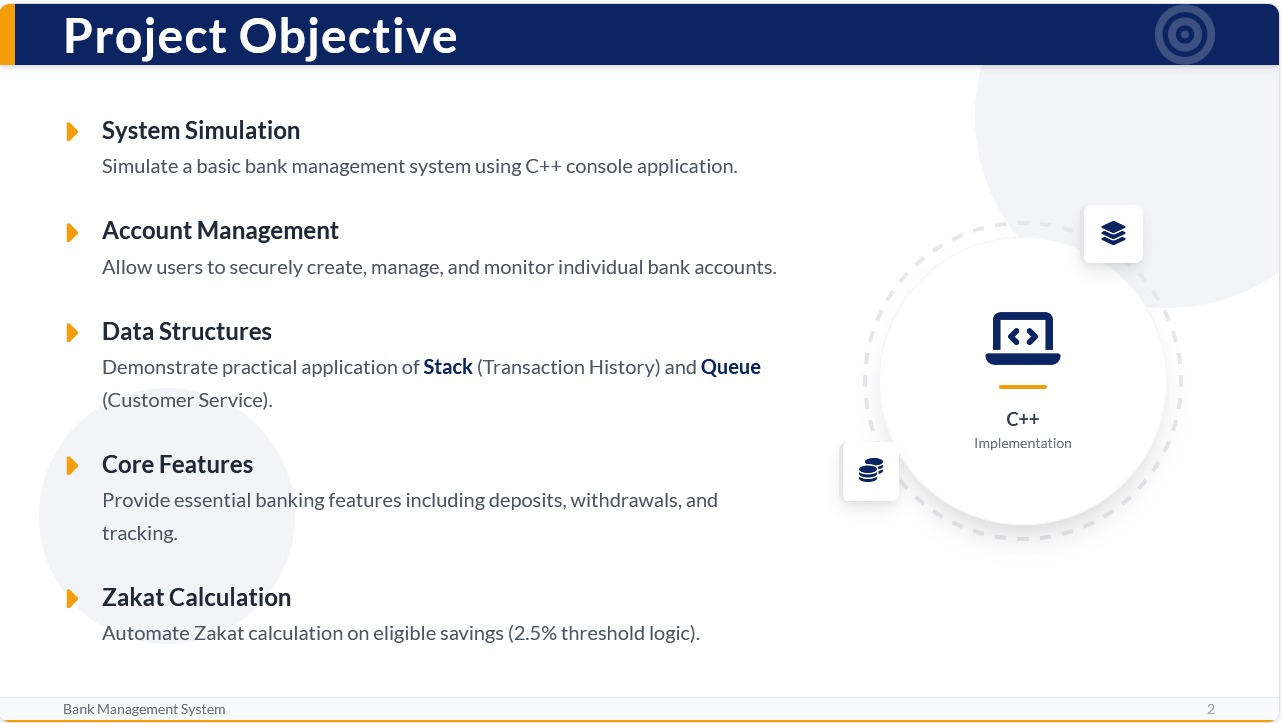 Project Objective
System Simulation
Simulate a basic bank management system using C++ console application.
Account Management
Allow users to securely create, manage, and monitor individual bank accounts.
Data Structures
Demonstrate practical application of Stack (Transaction History) and Queue
(Customer Service).
Core Features
Provide essential banking features including deposits, withdrawals, and
tracking.
Zakat Calculation
Automate Zakat calculation on eligible savings (2.5% threshold logic).
C++
Implementation
Bank Management System
2